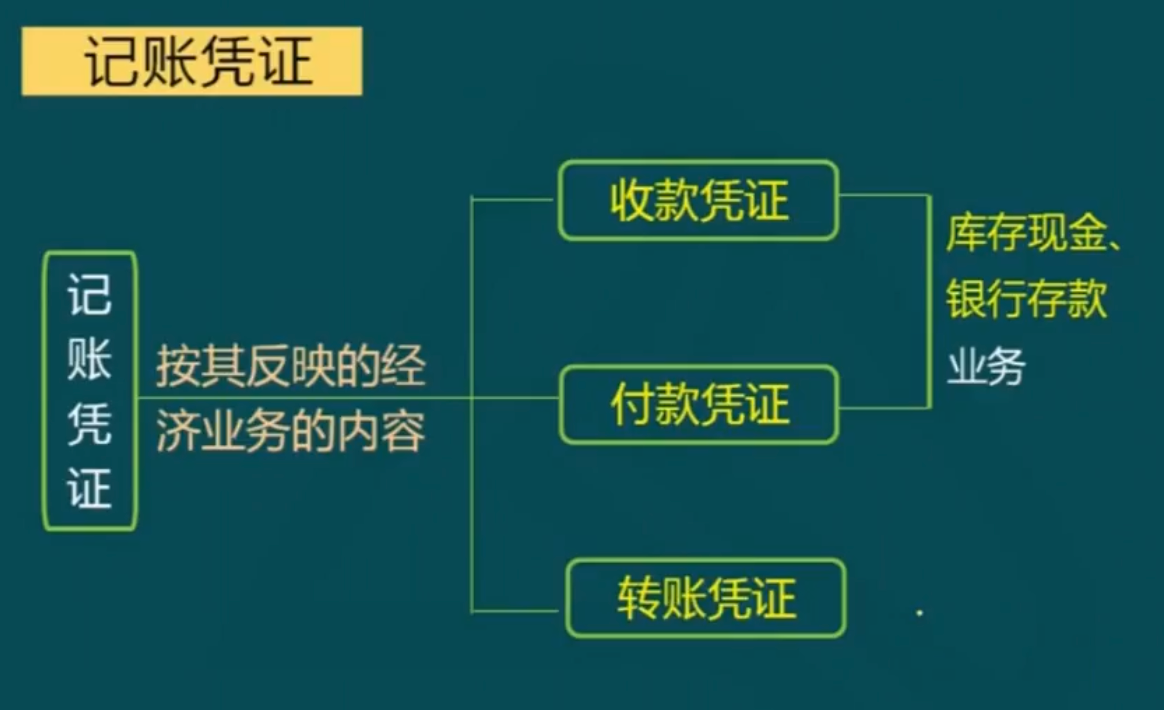 记账凭证
记账凭证
按其反映的经
济业务的内容
收款凭证
付款凭证
转账凭证
库存现金、
银行存款
业务